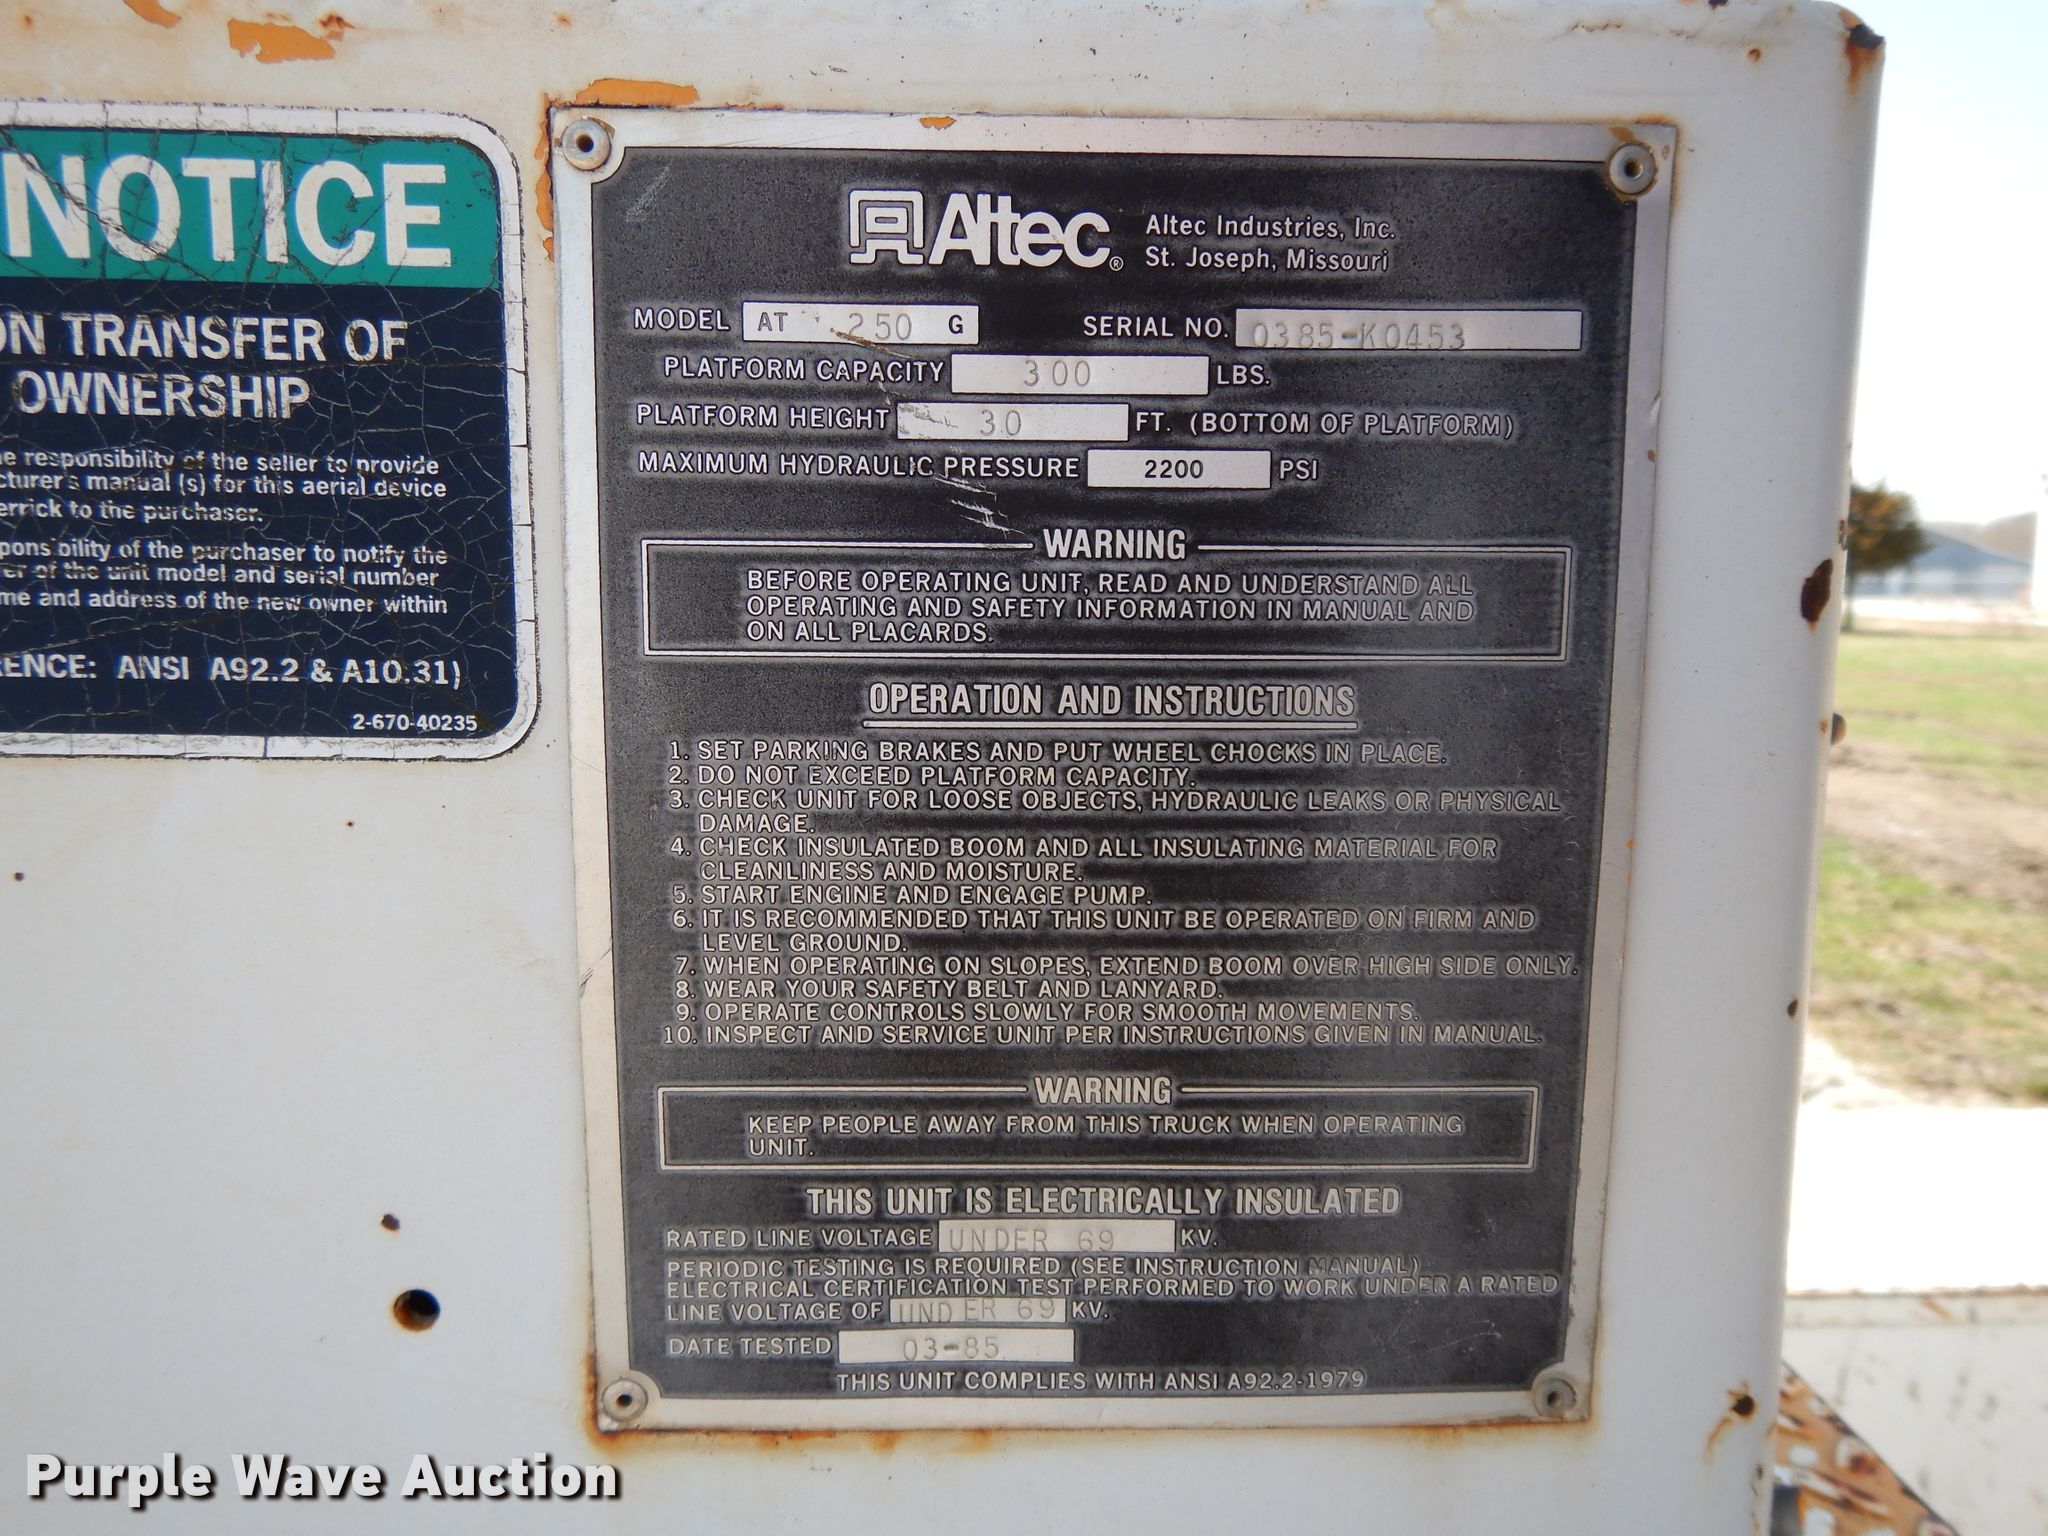 NOTICE
ON TRANSFER OF
OWNERSHIP
responsibility of the seller to provide
manual (s) for this aerial device
to the purchaser.
of the purchaser to notify the
of the unit model and serial number
and address of the new owner within
ANSI A92.2 & A10.31)
2-670-40235
Altec®
Altec Industries, Inc.
St. Joseph, Missouri
MODEL AT 250 G SERIAL NO. 0385-K0453
PLATFORM CAPACITY 300 LBS.
PLATFORM HEIGHT 30 FT. (BOTTOM OF PLATFORM)
MAXIMUM HYDRAULIC PRESSURE 2200 PSI
WARNING
BEFORE OPERATING UNIT, READ AND UNDERSTAND ALL
OPERATING AND SAFETY INFORMATION IN MANUAL AND
ON ALL PLACARDS.
OPERATION AND INSTRUCTIONS
1. SET PARKING BRAKES AND PUT WHEEL CHOCKS IN PLACE.
2. DO NOT EXCEED PLATFORM CAPACITY.
3. CHECK UNIT FOR LOOSE OBJECTS, HYDRAULIC LEAKS OR PHYSICAL
DAMAGE.
4. CHECK INSULATED BOOM AND ALL INSULATING MATERIAL FOR
CLEANLINESS AND MOISTURE.
5. START ENGINE AND ENGAGE PUMP.
6. IT IS RECOMMENDED THAT THIS UNIT BE OPERATED ON FIRM AND
LEVEL GROUND.
7. WHEN OPERATING ON SLOPES, EXTEND BOOM OVER HIGH SIDE ONLY.
8. WEAR YOUR SAFETY BELT AND LANYARD.
9. OPERATE CONTROLS SLOWLY FOR SMOOTH MOVEMENTS.
10. INSPECT AND SERVICE UNIT PER INSTRUCTIONS GIVEN IN MANUAL.
WARNING
KEEP PEOPLE AWAY FROM THIS TRUCK WHEN OPERATING
UNIT.
THIS UNIT IS ELECTRICALLY INSULATED
RATED LINE VOLTAGE UNDER 69 KV.
PERIODIC TESTING IS REQUIRED (SEE INSTRUCTION MANUAL)
ELECTRICAL CERTIFICATION TEST PERFORMED TO WORK UNDER A RATED
LINE VOLTAGE OF UNDER 69 KV.
DATE TESTED 03-85
THIS UNIT COMPLIES WITH ANSI A92.2-1979
Purple Wave Auction